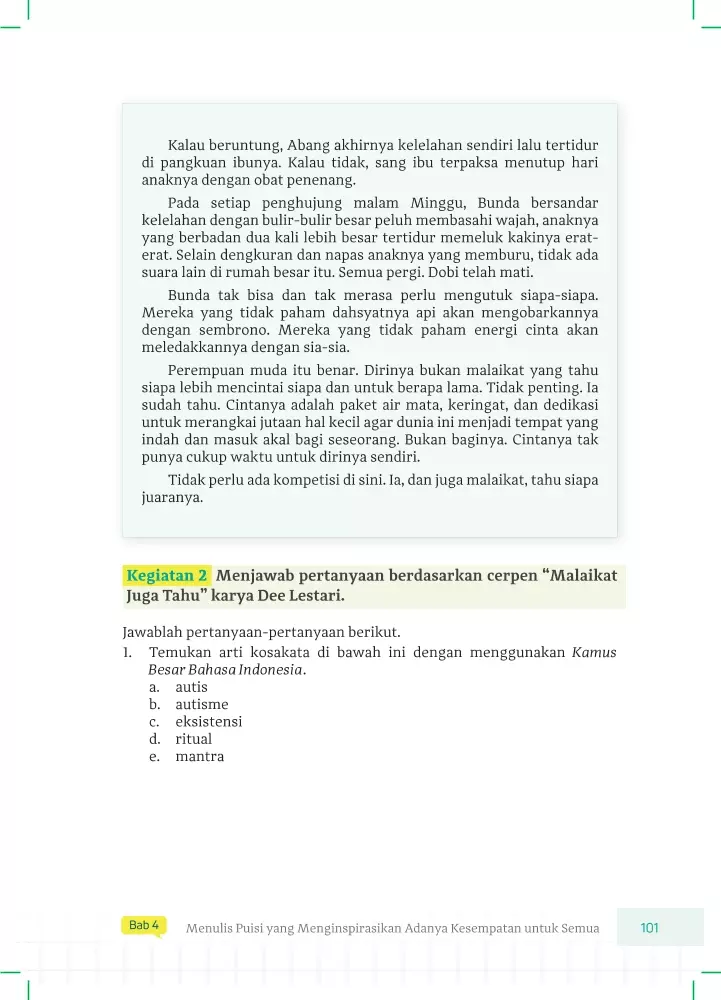 Kalau beruntung, Abang akhirnya kelelahan sendiri lalu tertidur
di pangkuan ibunya. Kalau tidak, sang ibu terpaksa menutup hari
anaknya dengan obat penenang.
Pada setiap penghujung malam Minggu, Bunda bersandar
kelelahan dengan bulir-bulir besar peluh membasahi wajah, anaknya
yang berbadan dua kali lebih besar tertidur memeluk kakinya erat-
erat. Selain dengkuran dan napas anaknya yang memburu, tidak ada
suara lain di rumah besar itu. Semua pergi. Dobi telah mati.
Bunda tak bisa dan tak merasa perlu mengutuk siapa-siapa.
Mereka yang tidak paham dahsyatnya api akan mengobarkannya
dengan sembrono. Mereka yang tidak paham energi cinta akan
meledakkannya dengan sia-sia.
Perempuan muda itu benar. Dirinya bukan malaikat yang tahu
siapa lebih mencintai siapa dan untuk berapa lama. Tidak penting. Ia
sudah tahu. Cintanya adalah paket air mata, keringat, dan dedikasi
untuk merangkai jutaan hal kecil agar dunia ini menjadi tempat yang
indah dan masuk akal bagi seseorang. Bukan baginya. Cintanya tak
punya cukup waktu untuk dirinya sendiri.
Tidak perlu ada kompetisi di sini. Ia, dan juga malaikat, tahu siapa
juaranya.
Kegiatan 2 Menjawab pertanyaan berdasarkan cerpen “Malaikat
Juga Tahu” karya Dee Lestari.
Jawablah pertanyaan-pertanyaan berikut.
1. Temukan arti kosakata di bawah ini dengan menggunakan Kamus
Besar Bahasa Indonesia.
a. autis
b. autisme
c. eksistensi
d. ritual
e. mantra
Bab 4 Menulis Puisi yang Menginspirasikan Adanya Kesempatan untuk Semua 101